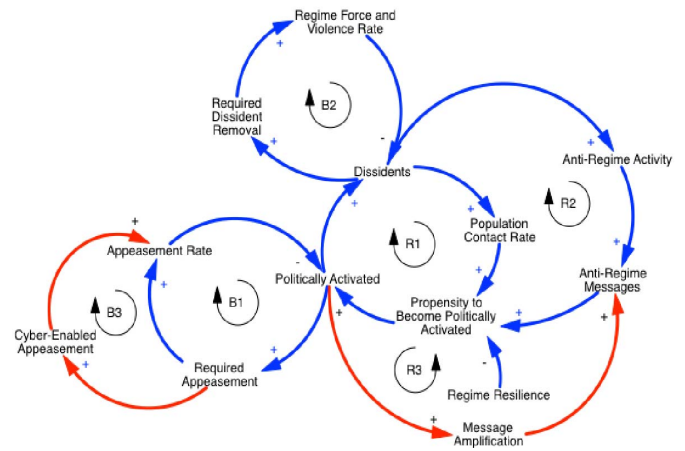 Regime Force and
Violence Rate
+
B2
Required
Dissident
Removal
+
-
Dissidents
+
Anti-Regime Activity
R2
+
+
Population
Contact Rate
R1
+
+
Appeasement Rate
-
Politically Activated
+
Anti-Regime
Messages
+
B1
B3
+
Propensity to
Become Politically
Activated
+
+
Cyber-Enabled
Appeasement
+
Required
Appeasement
+
R3
-
Regime Resilience
+
Message
Amplification